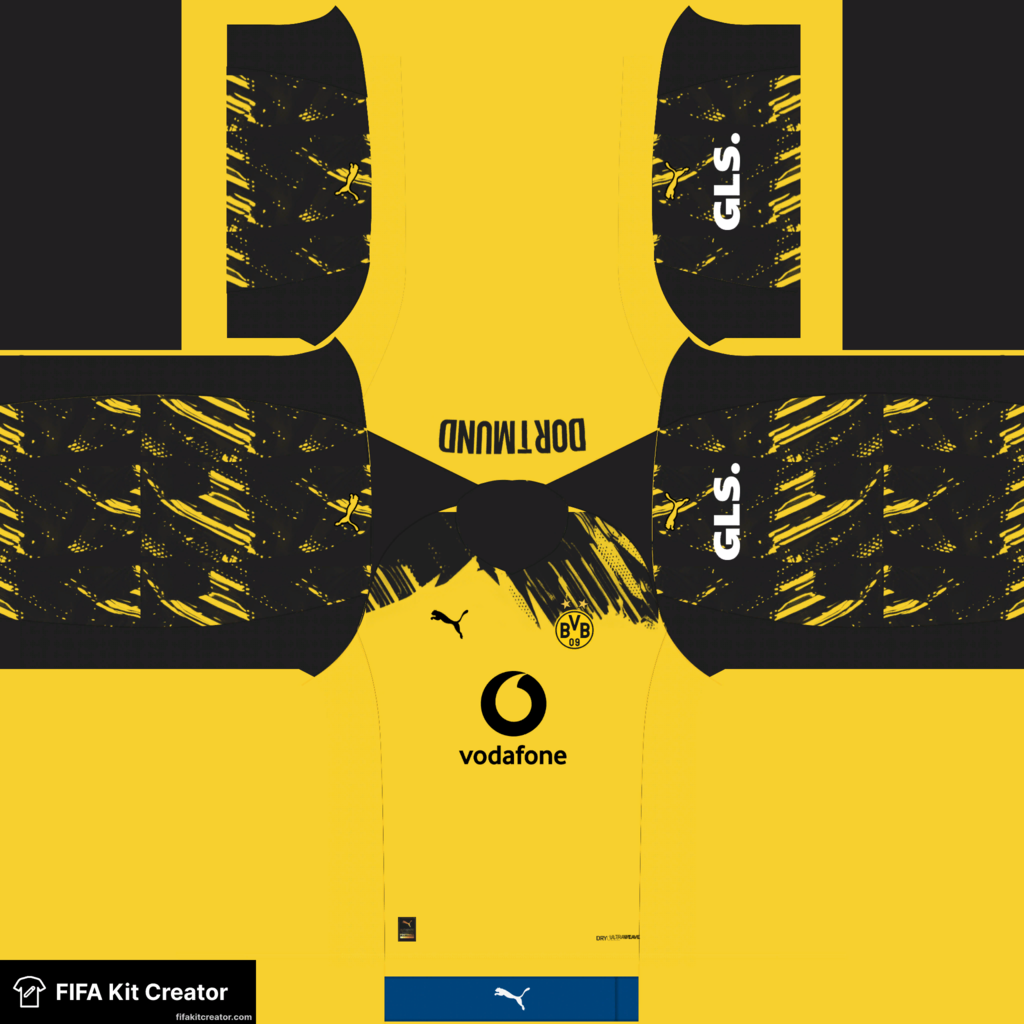 GLS.
DORTMUND
GLS.
BVB
09
vodafone
DRY. ULTRAWEAVE
FIFA Kit Creator
fifakitcreator.com